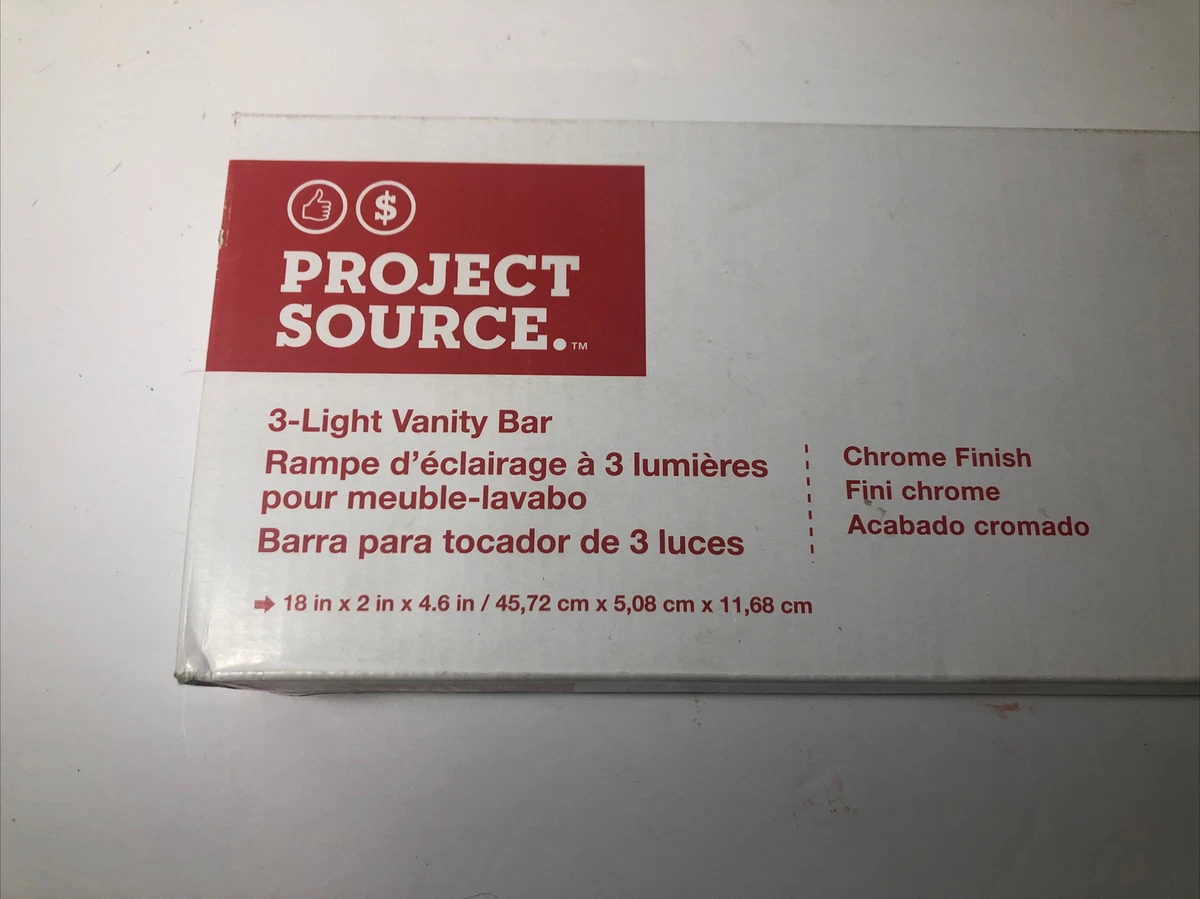 $
PROJECT
SOURCE.™
3-Light Vanity Bar
Rampe d'éclairage à 3 lumières
pour meuble-lavabo
Barra para tocador de 3 luces
Chrome Finish
Fini chrome
Acabado cromado
18 in x 2 in x 4.6 in / 45,72 cm x 5,08 cm x 11,68 cm